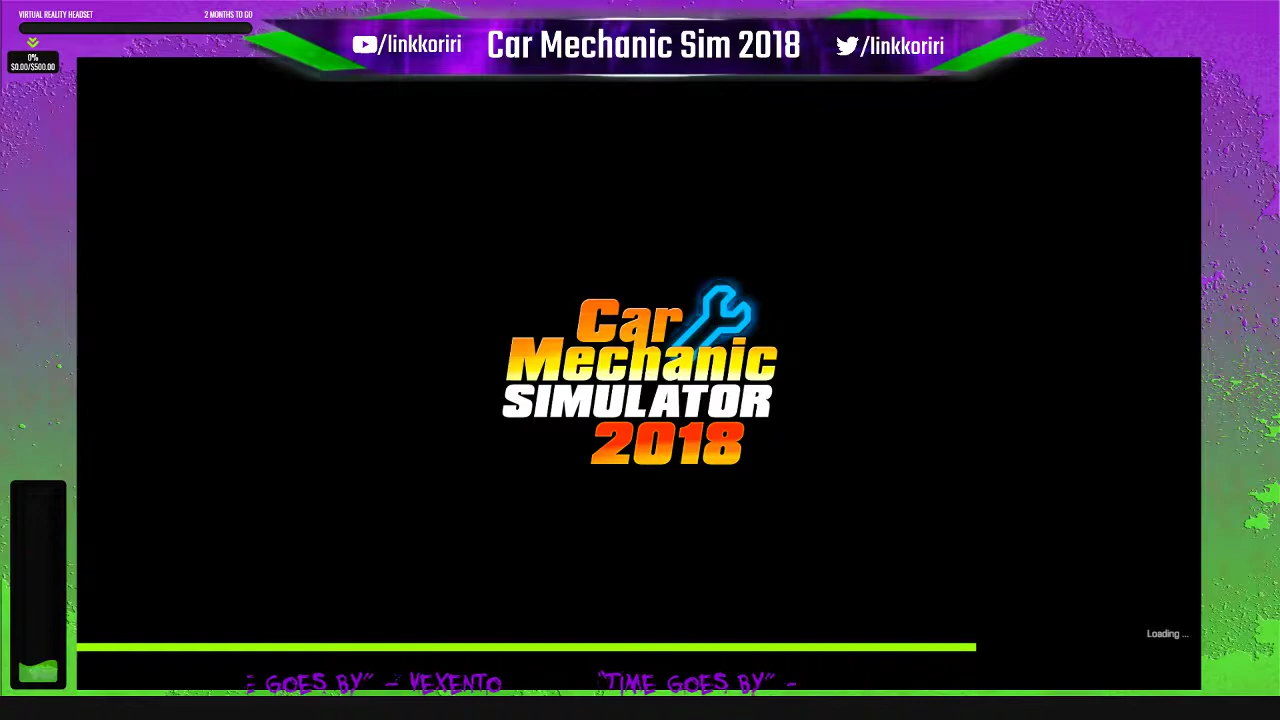 VIRTUAL REALITY HEADSET
2 MONTHS TO GO
0%
$0.00/$500.00
/linkkoriri
Car Mechanic Sim 2018
/linkkoriri
Car
Mechanic
SIMULATOR
2018
Loading ...
GOES BY" – VEXENTO
"TIME GOES BY" –